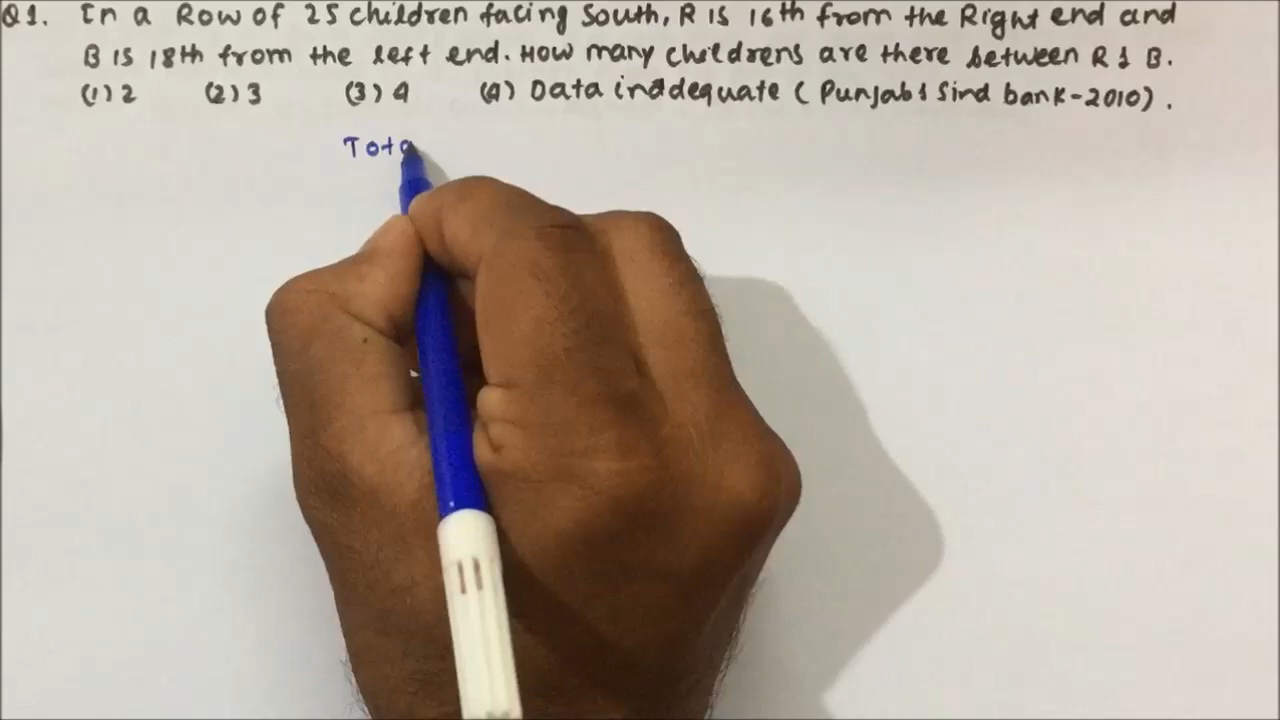 Q1. In a Row of 25 children facing South, R is 16th from the Right end and
B is 18th from the left end. How many childrens are there between R & B.
(1) 2 (2) 3 (3) 4 (4) Data inadequate (Punjab & Sind bank-2010).
Tota